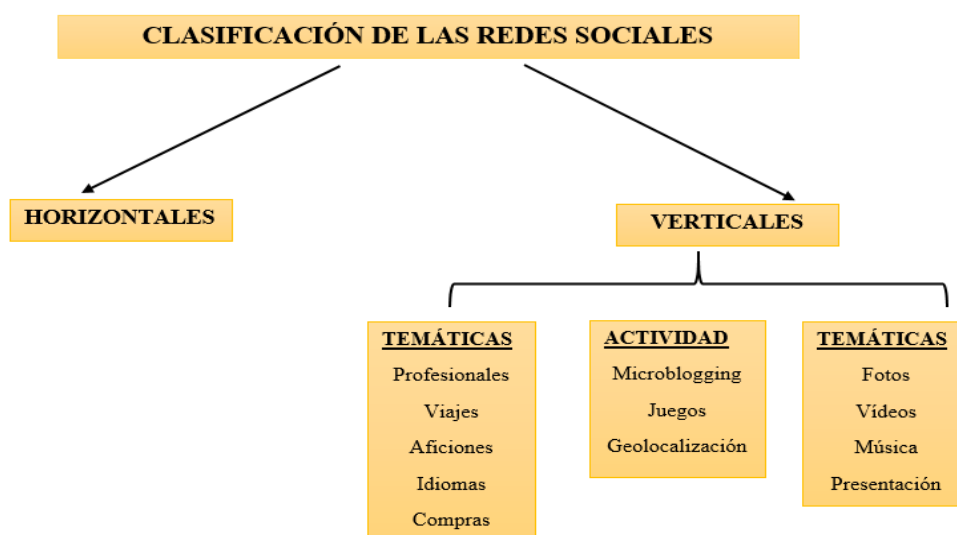 CLASIFICACIÓN DE LAS REDES SOCIALES
HORIZONTALES
VERTICALES
TEMÁTICAS
Profesionales
Viajes
Aficiones
Idiomas
Compras
ACTIVIDAD
Microblogging
Juegos
Geolocalización
TEMÁTICAS
Fotos
Vídeos
Música
Presentación